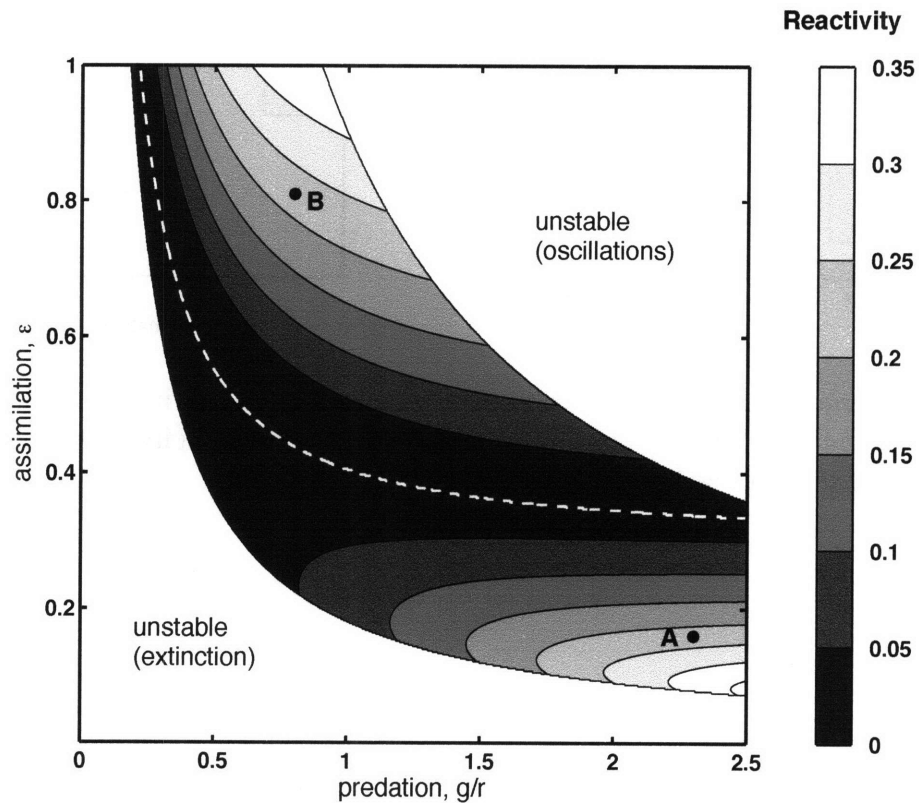 Reactivity
1
0.8
0.6
0.4
0.2
0
0.5
1
1.5
2
2.5
assimilation, ε
predation, g/r
B
A
unstable
(oscillations)
unstable
(extinction)
0.35
0.3
0.25
0.2
0.15
0.1
0.05
0